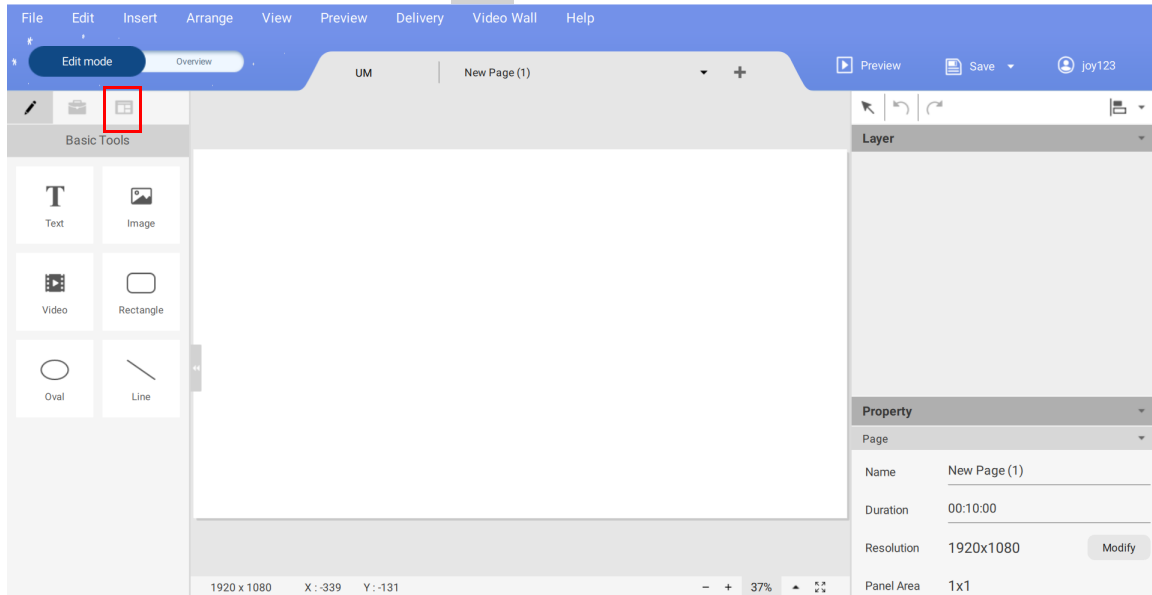 File Edit Insert Arrange View Preview Delivery Video Wall Help
Edit mode Overview UM New Page (1) + Preview Save joy123
Basic Tools
Layer
T
Text Image
Video Rectangle
Oval Line
Property
Page
Name New Page (1)
Duration 00:10:00
Resolution 1920x1080 Modify
Panel Area 1x1
1920 x 1080 X : -339 Y : -131 - + 37%